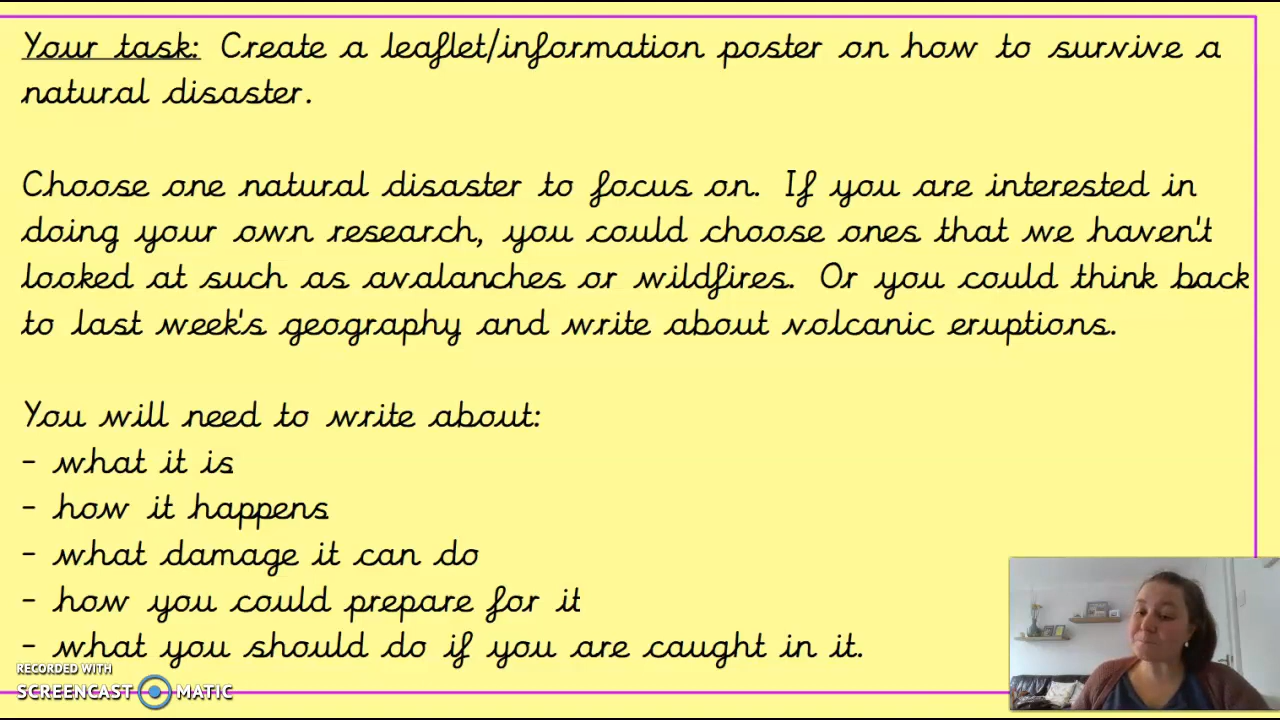 Your task: Create a leaflet/information poster on how to survive a
natural disaster.
Choose one natural disaster to focus on. If you are interested in
doing your own research, you could choose ones that we haven't
looked at such as avalanches or wildfires. Or you could think back
to last week's geography and write about volcanic eruptions.
You will need to write about:
- what it is
- how it happens
- what damage it can do
- how you could prepare for it
- what you should do if you are caught in it.
RECORDED WITH
SCREENCAST MATIC